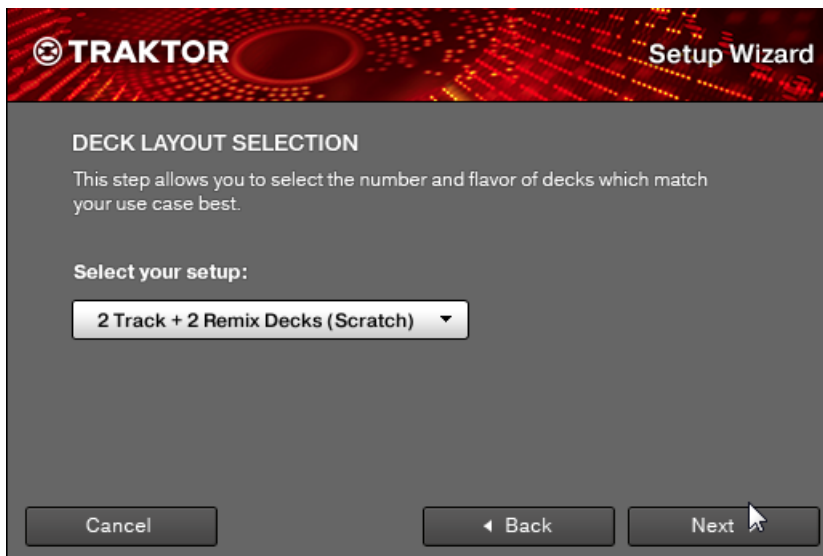 TRAKTOR
Setup Wizard
DECK LAYOUT SELECTION
This step allows you to select the number and flavor of decks which match
your use case best.
Select your setup:
2 Track + 2 Remix Decks (Scratch)
Cancel
Back
Next